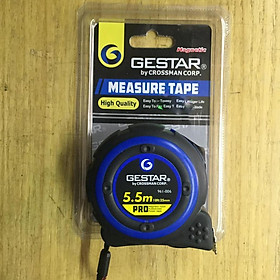 Magnetic
GESTAR®
by CROSSMAN CORP.
MEASURE TAPE
High Quality
GESTAR®
by CROSSMAN CORP.
5.5m
PRO